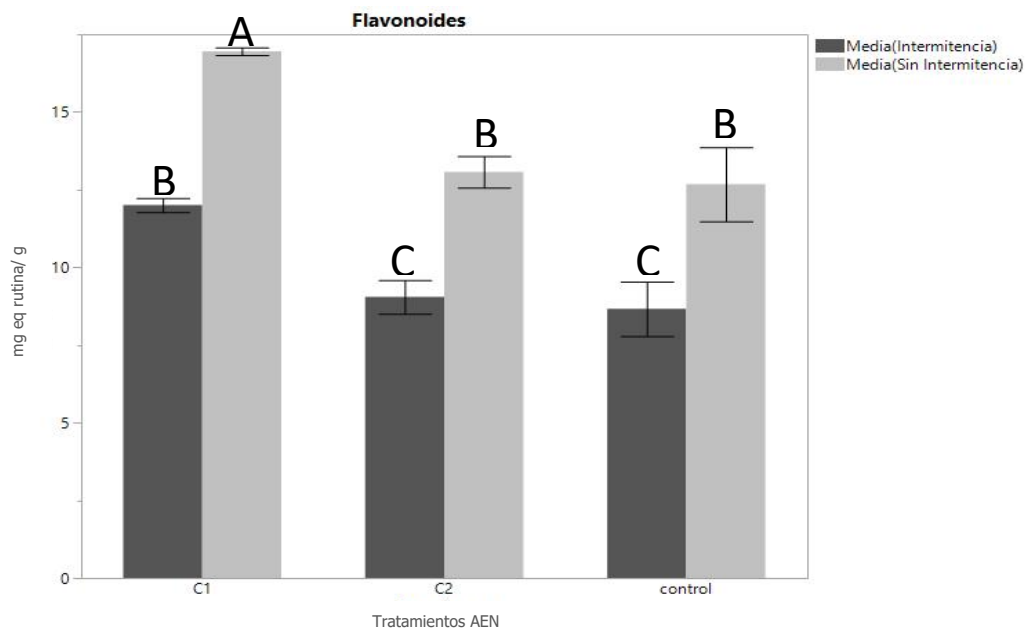 Flavonoides
Media(Intermitencia)
Media(Sin Intermitencia)
A
B
B
B
C
C
15
10
5
0
mg eq rutina/ g
C1
C2
control
Tratamientos AEN